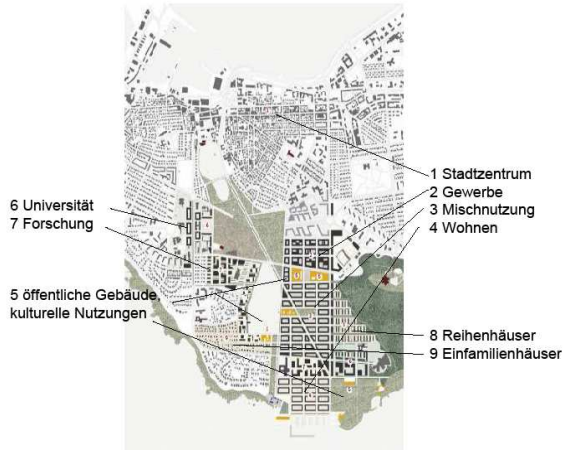 1 Stadtzentrum
2 Gewerbe
3 Mischnutzung
4 Wohnen
6 Universität
7 Forschung
5 öffentliche Gebäude,
kulturelle Nutzungen
8 Reihenhäuser
9 Einfamilienhäuser